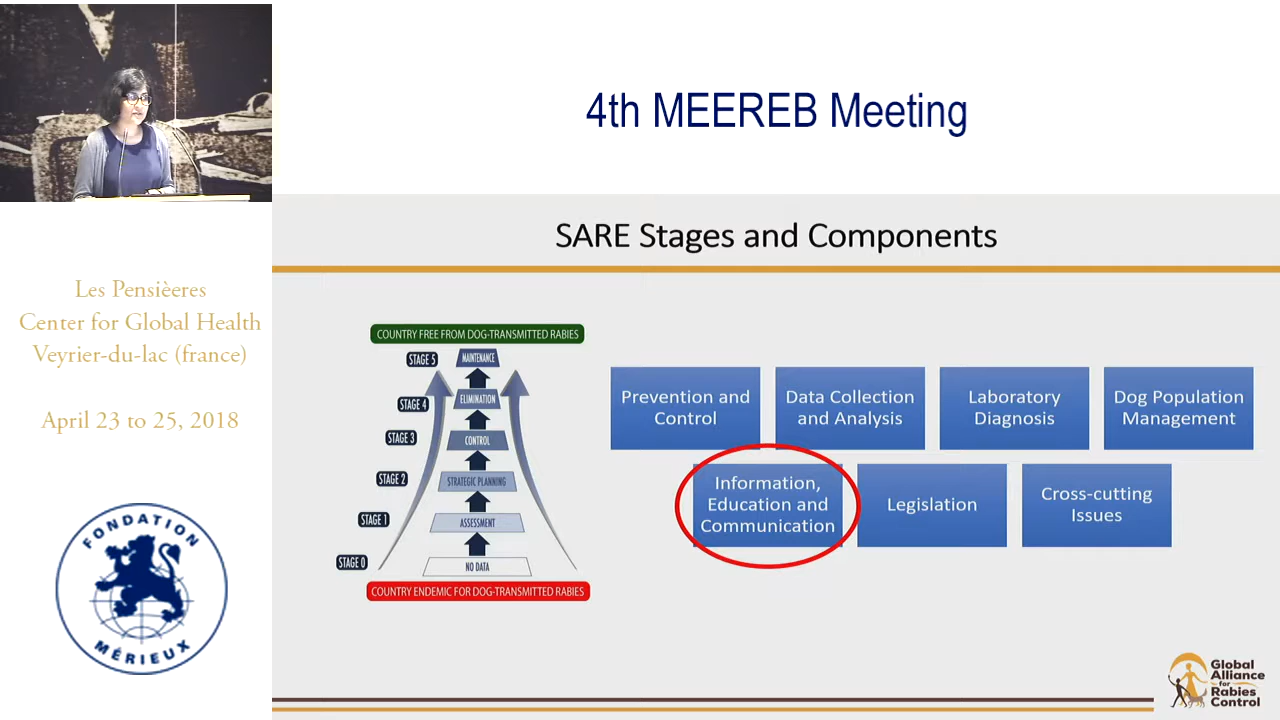 4th MEEREB Meeting
SARE Stages and Components
Les Pensièeres
Center for Global Health
Veyrier-du-lac (france)
April 23 to 25, 2018
FONDATION
MÉRIEUX
COUNTRY FREE FROM DOG-TRANSMITTED RABIES
STAGE 5
MAINTENANCE
STAGE 4
ELIMINATION
STAGE 3
CONTROL
STAGE 2
STRATEGIC PLANNING
STAGE 1
ASSESSMENT
STAGE 0
NO DATA
COUNTRY ENDEMIC FOR DOG-TRANSMITTED RABIES
Prevention and
Control
Data Collection
and Analysis
Laboratory
Diagnosis
Dog Population
Management
Information,
Education and
Communication
Legislation
Cross-cutting
Issues
Global
Alliance
for
Rabies
Control